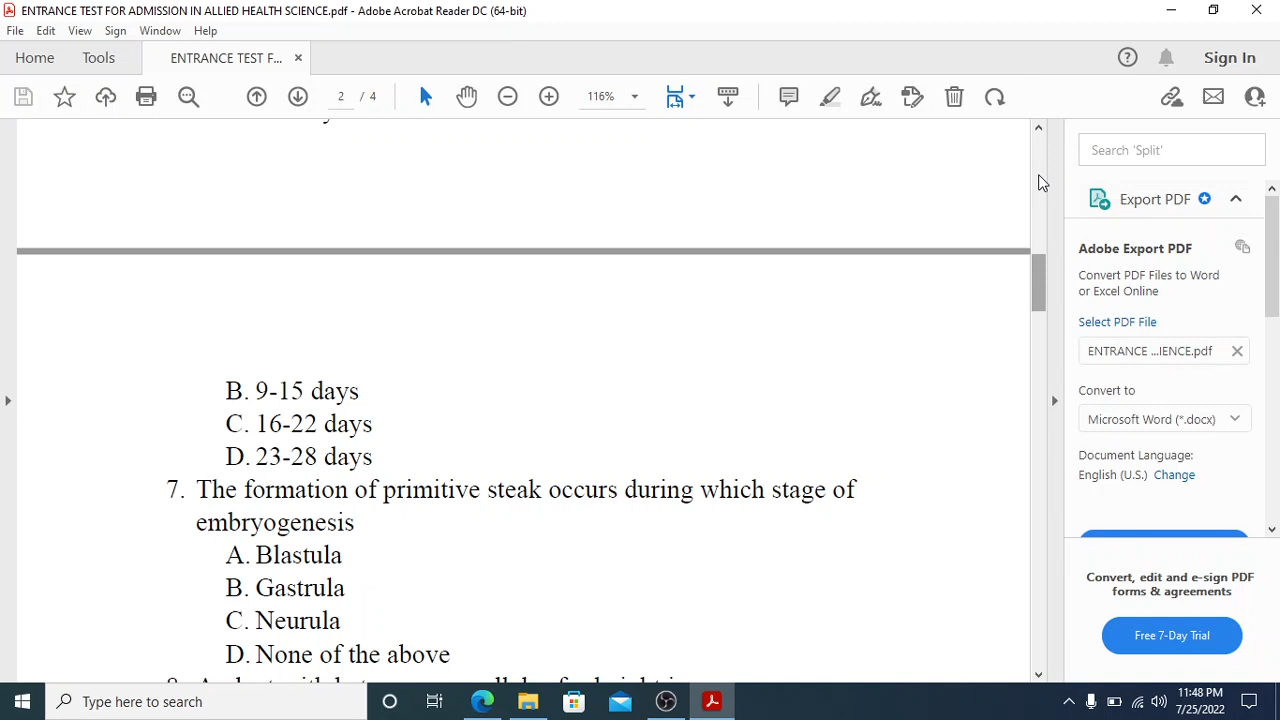 ENTRANCE TEST FOR ADMISSION IN ALLIED HEALTH SCIENCE.pdf - Adobe Acrobat Reader DC (64-bit)
File Edit View Sign Window Help
Home Tools ENTRANCE TEST F... × Sign In
2 / 4 116%
Search 'Split'
Export PDF
Adobe Export PDF
Convert PDF Files to Word
or Excel Online
Select PDF File
ENTRANCE ...IENCE.pdf
Convert to
Microsoft Word (*.docx)
Document Language:
English (U.S.) Change
Convert, edit and e-sign PDF
forms & agreements
Free 7-Day Trial
B. 9-15 days
C. 16-22 days
D. 23-28 days
7. The formation of primitive steak occurs during which stage of
embryogenesis
A. Blastula
B. Gastrula
C. Neurula
D. None of the above
Type here to search
11:48 PM
7/25/2022